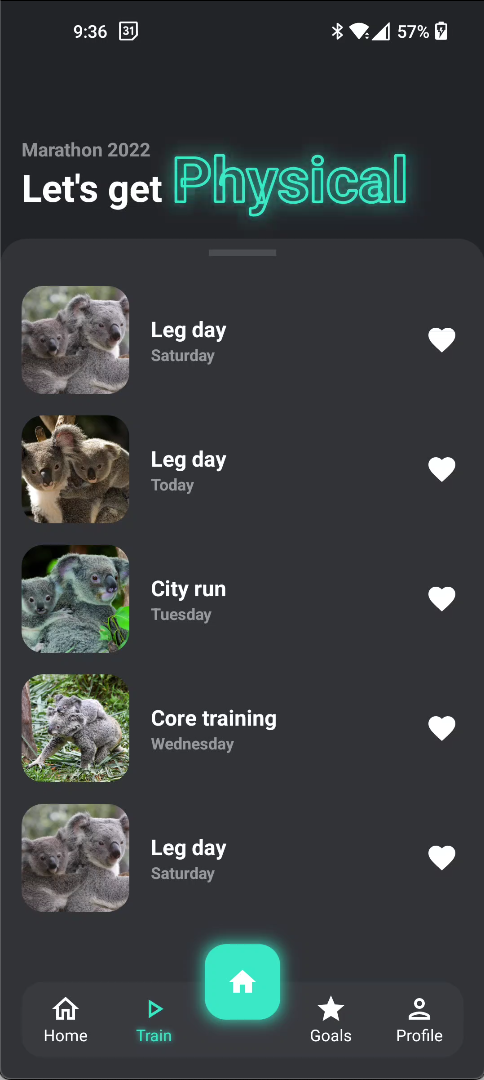 9:36 31 57%
Marathon 2022
Let's get Physical
Leg day
Saturday
Leg day
Today
City run
Tuesday
Core training
Wednesday
Leg day
Saturday
Home Train Goals Profile